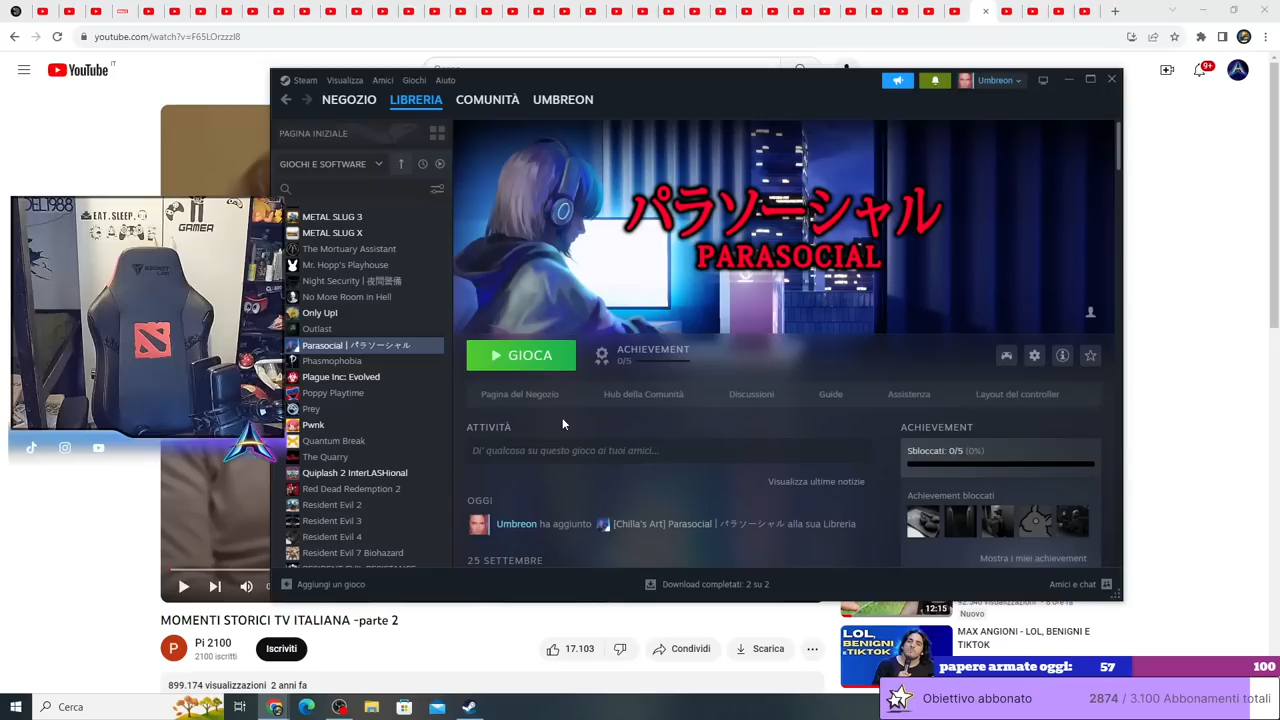 youtube.com/watch?v=F65LOrzzzl8
YouTube IT
9+
Steam Visualizza Amici Giochi Aiuto
Umbreon
NEGOZIO LIBRERIA COMUNITÀ UMBREON
PAGINA INIZIALE
GIOCHI E SOFTWARE
METAL SLUG 3
METAL SLUG X
The Mortuary Assistant
Mr. Hopp's Playhouse
Night Security | 夜間警備
No More Room in Hell
Only Up!
Outlast
Parasocial | パラソーシャル
Phasmophobia
Plague Inc: Evolved
Poppy Playtime
Prey
Pwnk
Quantum Break
The Quarry
Quiplash 2 InterLASHional
Red Dead Redemption 2
Resident Evil 2
Resident Evil 3
Resident Evil 4
Resident Evil 7 Biohazard
Aggiungi un gioco
パラソーシャル
PARASOCIAL
GIOCA
ACHIEVEMENT
0/5
Pagina del Negozio Hub della Comunità Discussioni Guide Assistenza Layout del controller
ATTIVITÀ
Di' qualcosa su questo gioco ai tuoi amici...
Visualizza ultime notizie
OGGI
Umbreon ha aggiunto [Chilla's Art] Parasocial | パラソーシャル alla sua Libreria
25 SETTEMBRE
ACHIEVEMENT
Sbloccati: 0/5 (0%)
Achievement bloccati
Mostra i miei achievement
Download completati: 2 su 2
Amici e chat
EAT.SLEEP.
GAMER
MOMENTI STORICI TV ITALIANA -parte 2
P
Pi 2100
2100 iscritti
Iscriviti
17.103
Condividi
Scarica
899.174 visualizzazioni 2 anni fa
12:15
Nuovo
LOL,
BENIGNI
E TIKTOK
MAX ANGIONI - LOL, BENIGNI E
TIKTOK
papere armate oggi: 57 100
Obiettivo abbonato 2874 / 3.100 Abbonamenti totali
Cerca